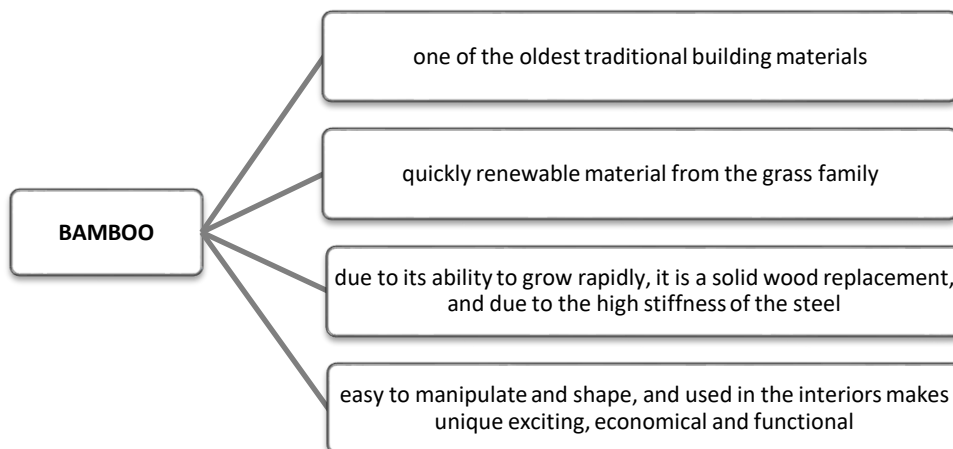 one of the oldest traditional building materials
quickly renewable material from the grass family
BAMBOO
due to its ability to grow rapidly, it is a solid wood replacement,
and due to the high stiffness of the steel
easy to manipulate and shape, and used in the interiors makes
unique exciting, economical and functional